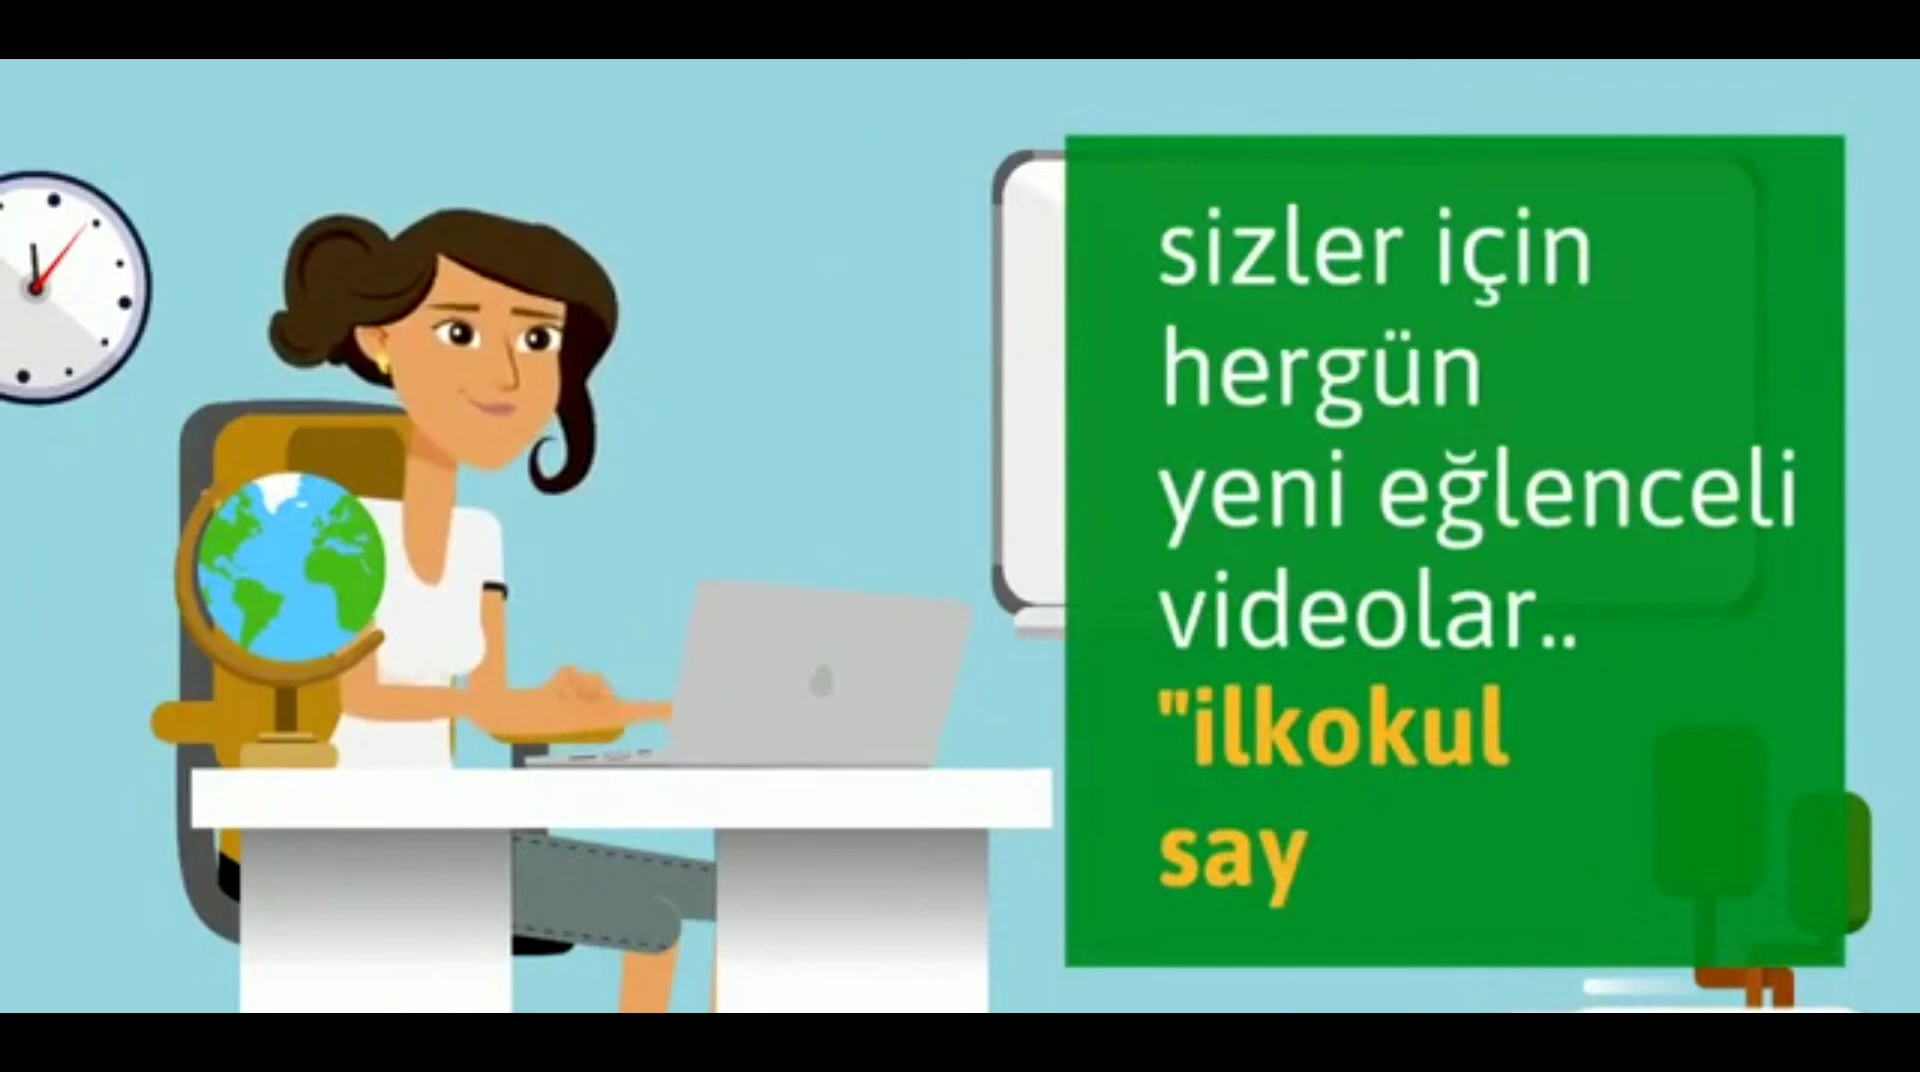 sizler için
hergün
yeni eğlenceli
videolar..
"ilkokul
say